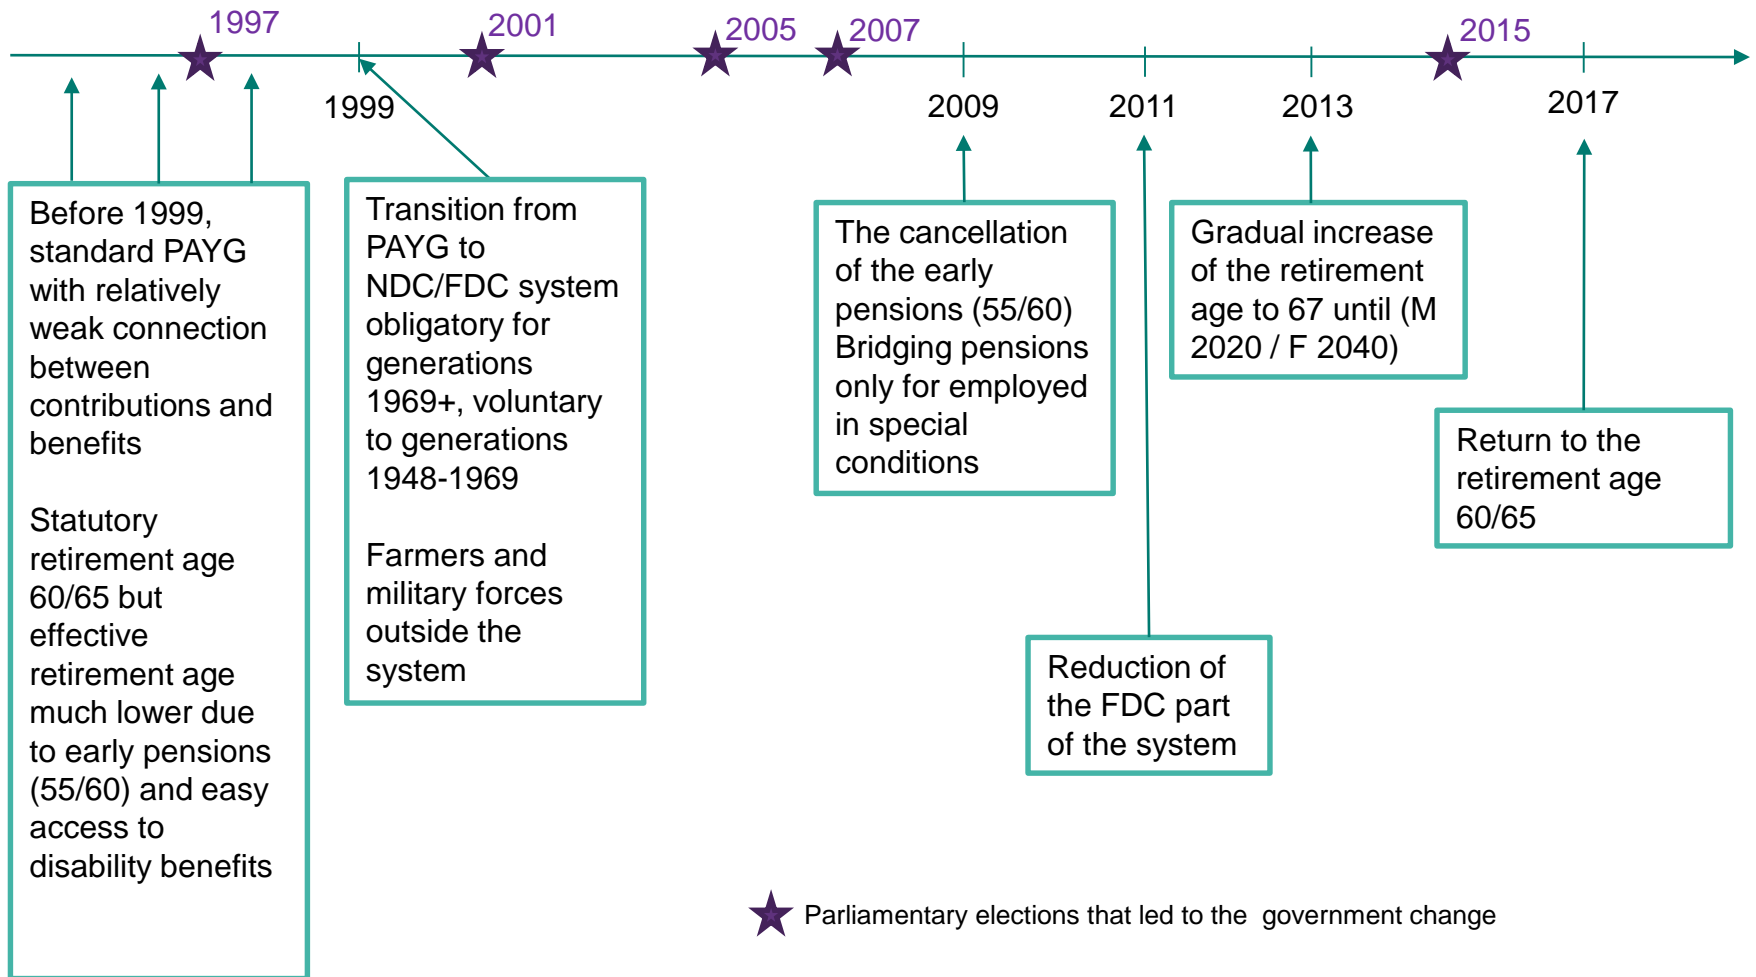 1997
2001
2005
2007
2015
1999
2009
2011
2013
2017
Before 1999,
standard PAYG
with relatively
weak connection
between
contributions and
benefits
Statutory
retirement age
60/65 but
effective
retirement age
much lower due
to early pensions
(55/60) and easy
access to
disability benefits
Transition from
PAYG to
NDC/FDC system
obligatory for
generations
1969+, voluntary
to generations
1948-1969
Farmers and
military forces
outside the
system
The cancellation
of the early
pensions (55/60)
Bridging pensions
only for employed
in special
conditions
Reduction of
the FDC part
of the system
Gradual increase
of the retirement
age to 67 until (M
2020 / F 2040)
Return to the
retirement age
60/65
Parliamentary elections that led to the government change